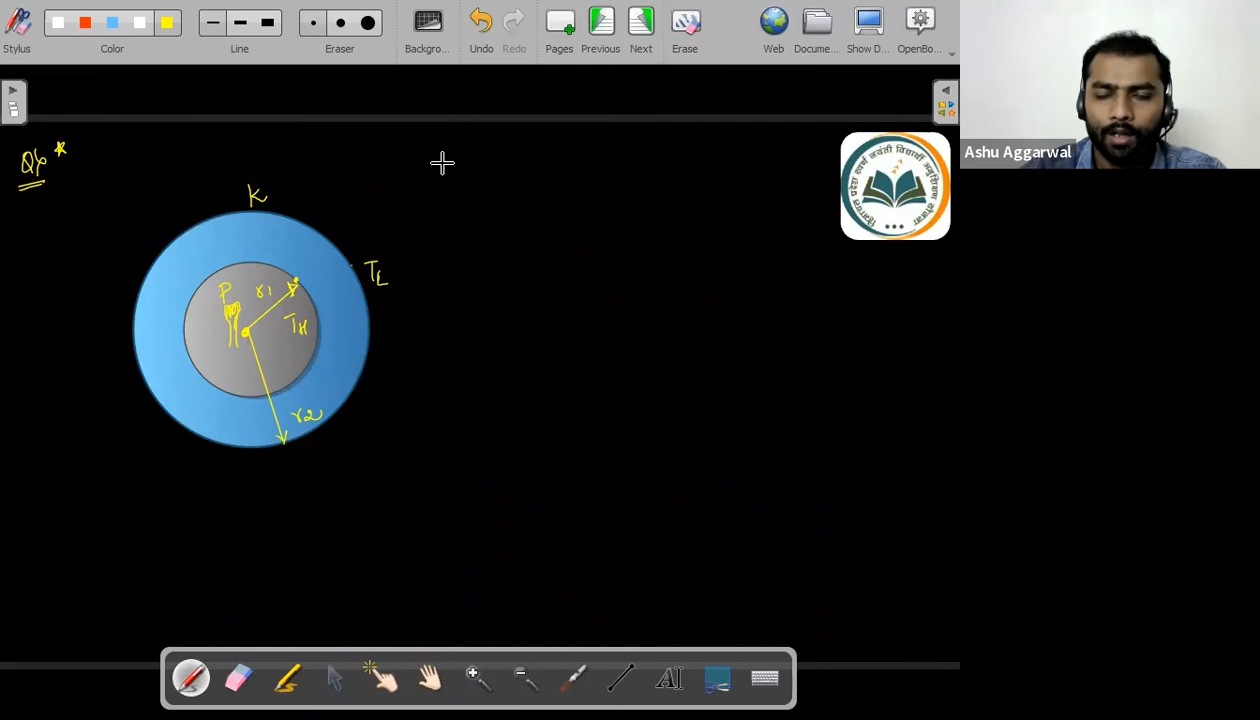 Stylus
Color
Line
Eraser
Backgro...
Undo
Redo
Pages
Previous
Next
Erase
Web
Docume...
Show D...
OpenBo...
Ashu Aggarwal
K
TL
P
r1
TH
r2
AI